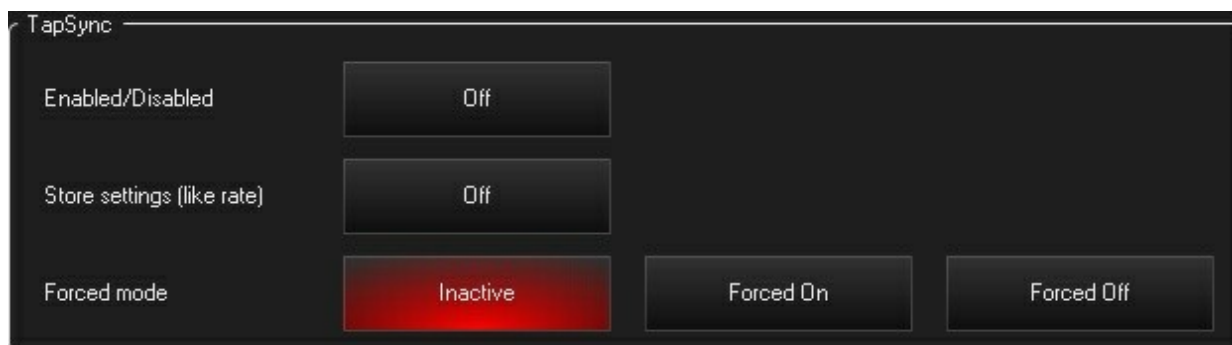 TapSync
Enabled/Disabled Off
Store settings (like rate) Off
Forced mode Inactive Forced On Forced Off